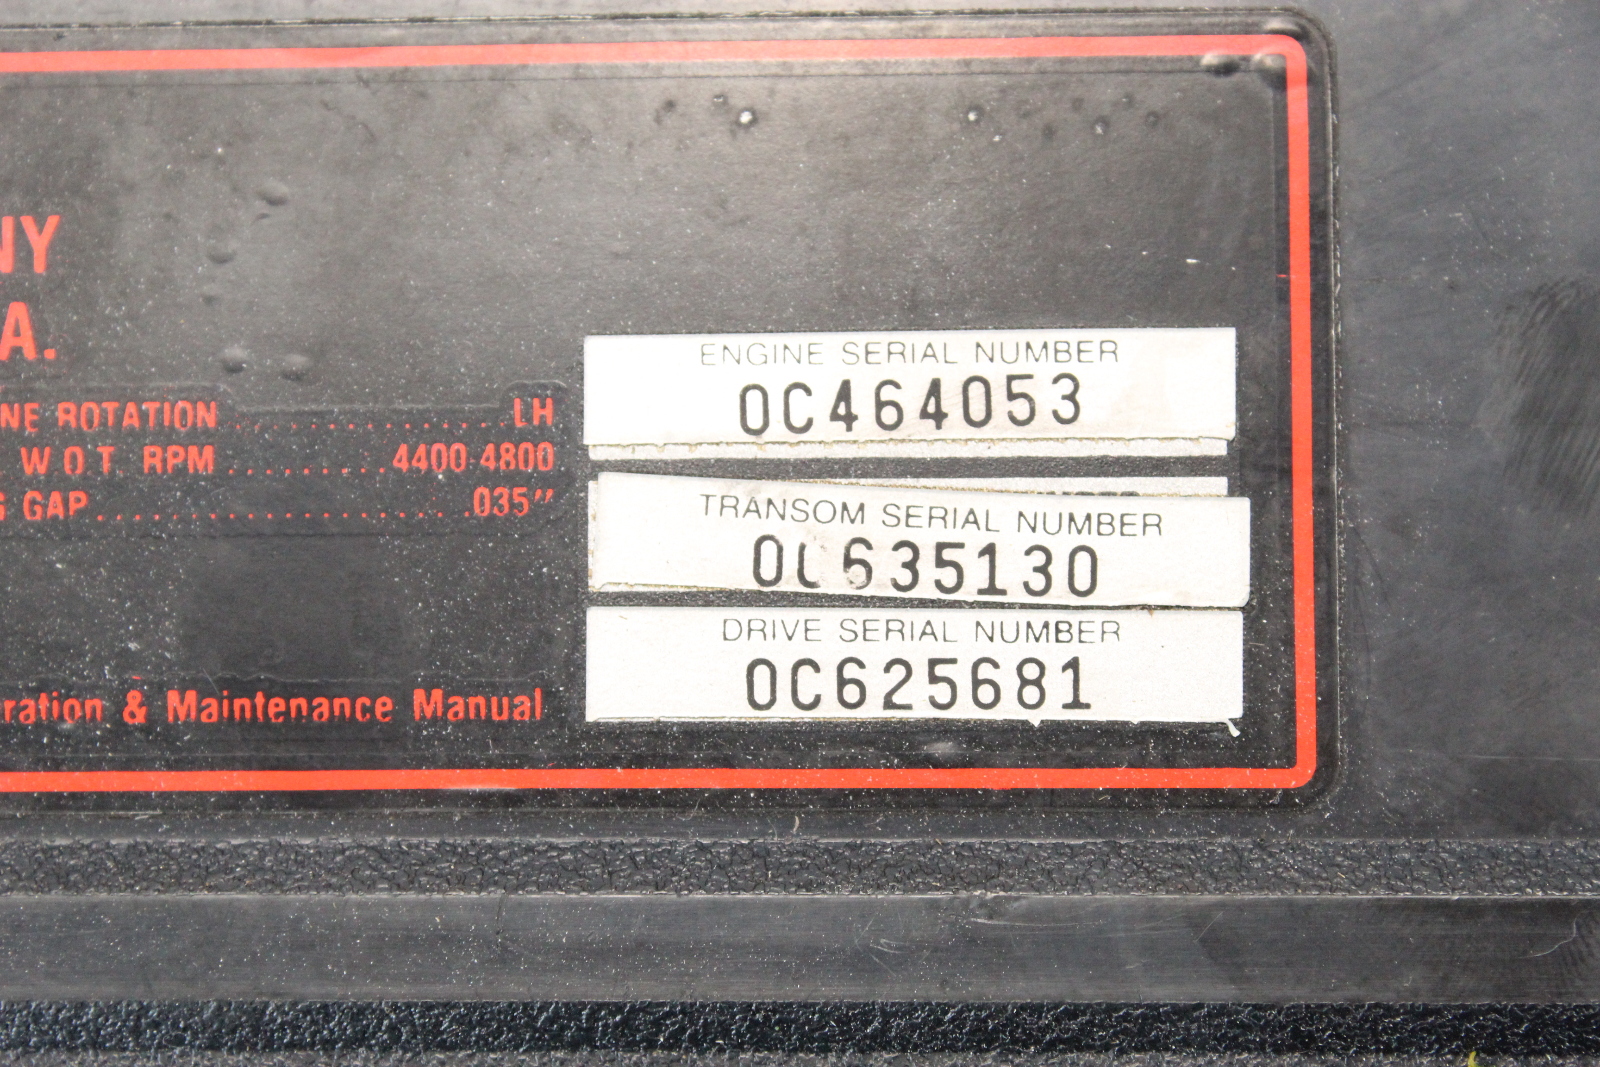 NY
A.
NE ROTATION ..................... LH
W O T RPM ......... 4400 4800
G GAP ........................ .035"
ration & Maintenance Manual
ENGINE SERIAL NUMBER
0C464053
TRANSOM SERIAL NUMBER
0C635130
DRIVE SERIAL NUMBER
0C625681